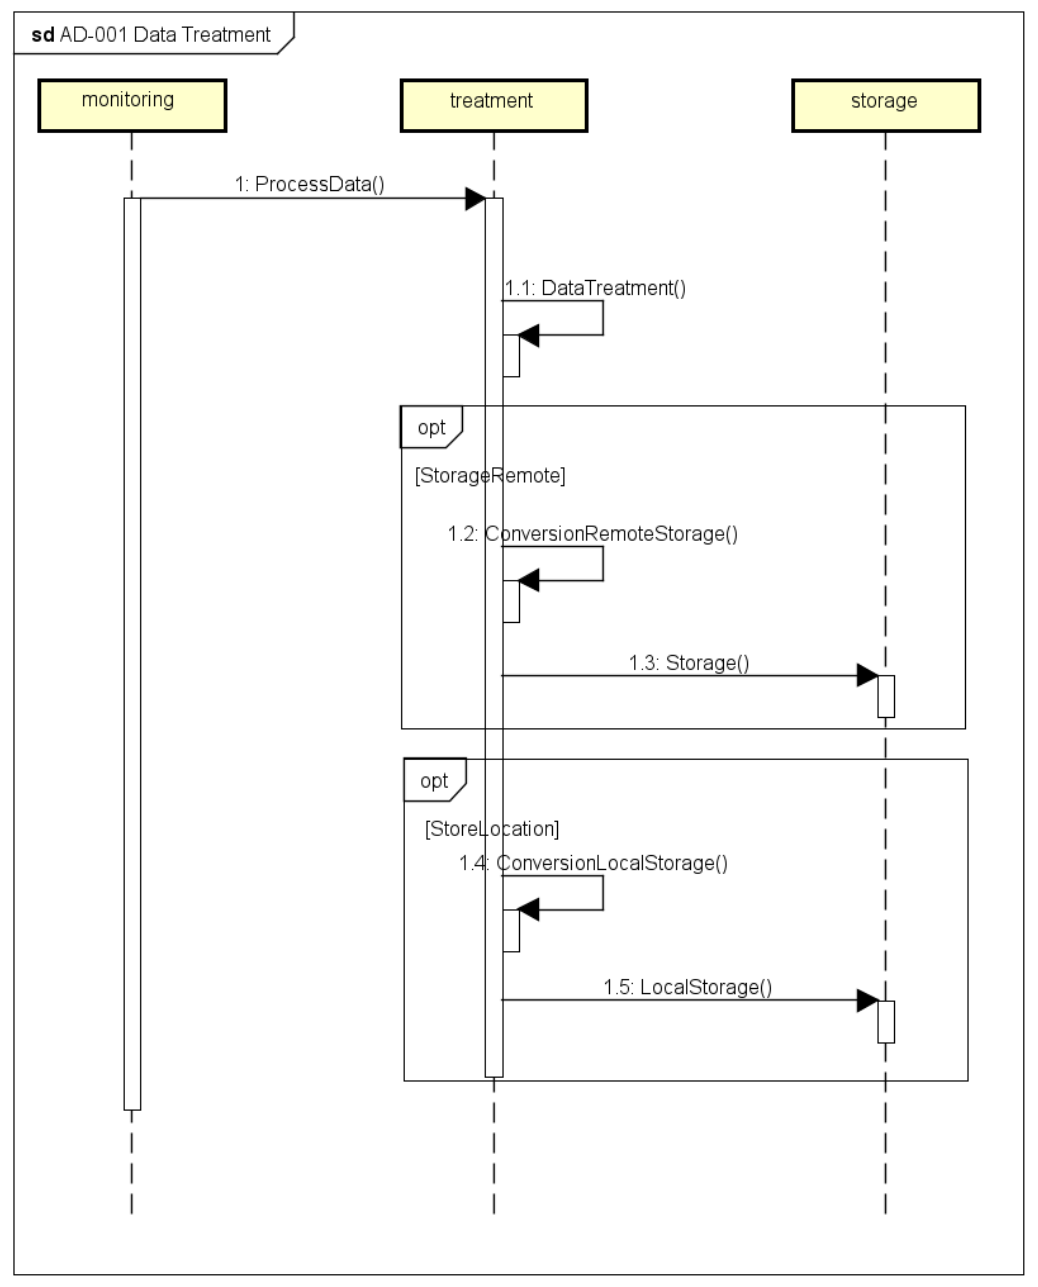 sd AD-001 Data Treatment
monitoring
treatment
storage
1: ProcessData()
1.1: DataTreatment()
opt
[StorageRemote]
1.2: ConversionRemoteStorage()
1.3: Storage()
opt
[StoreLocation]
1.4: ConversionLocalStorage()
1.5: LocalStorage()